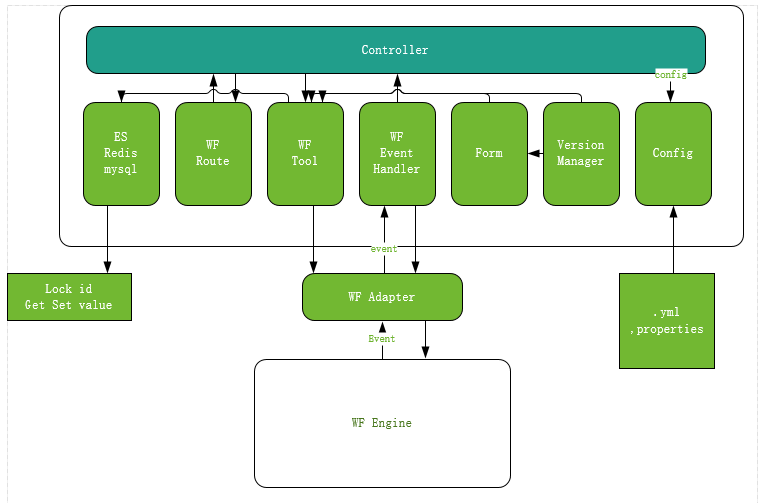 Controller
config
ES
Redis
mysql
WF
Route
WF
Tool
WF
Event
Handler
Form
Version
Manager
Config
event
Lock id
Get Set value
WF Adapter
.yml
,properties
Event
WF Engine